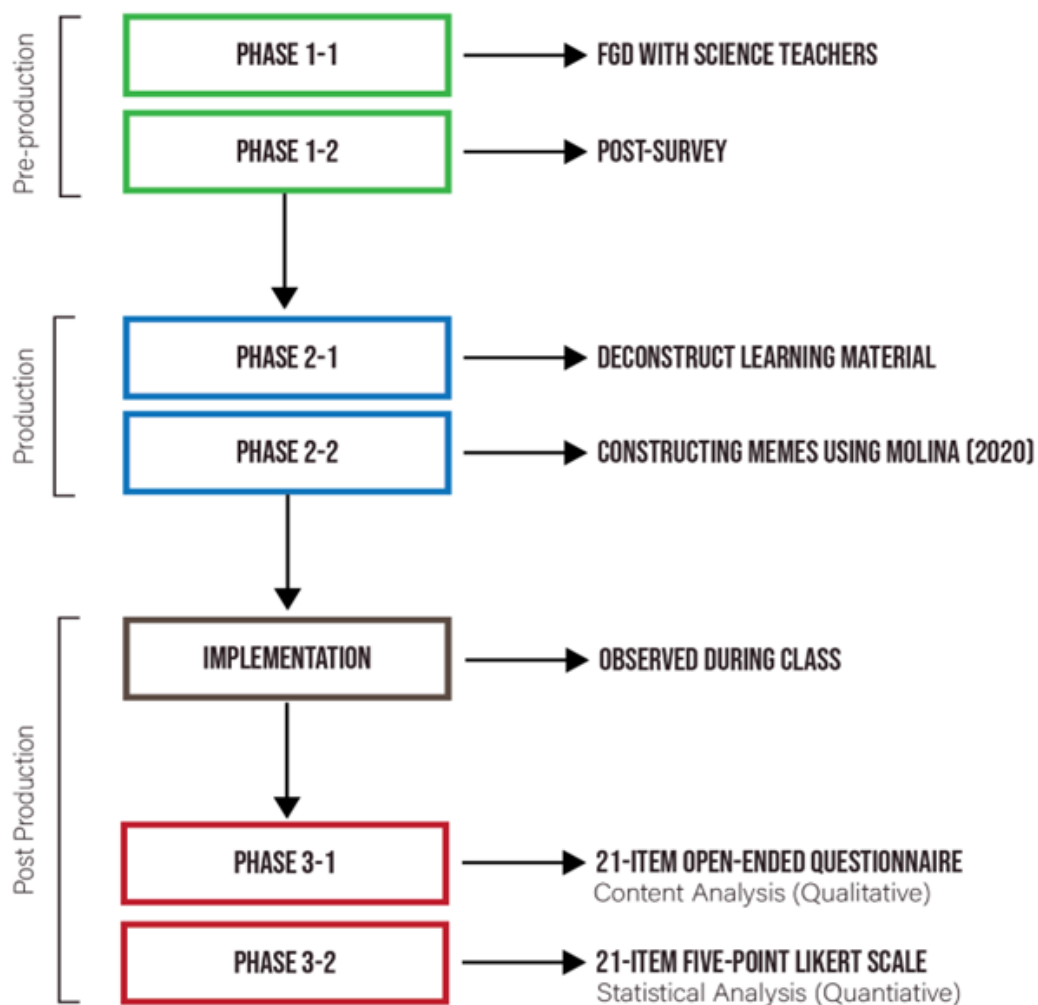 Pre-production
PHASE 1-1
FGD WITH SCIENCE TEACHERS
PHASE 1-2
POST-SURVEY
Production
PHASE 2-1
DECONSTRUCT LEARNING MATERIAL
PHASE 2-2
CONSTRUCTING MEMES USING MOLINA (2020)
Post Production
IMPLEMENTATION
OBSERVED DURING CLASS
PHASE 3-1
21-ITEM OPEN-ENDED QUESTIONNAIRE
Content Analysis (Qualitative)
PHASE 3-2
21-ITEM FIVE-POINT LIKERT SCALE
Statistical Analysis (Quantiative)